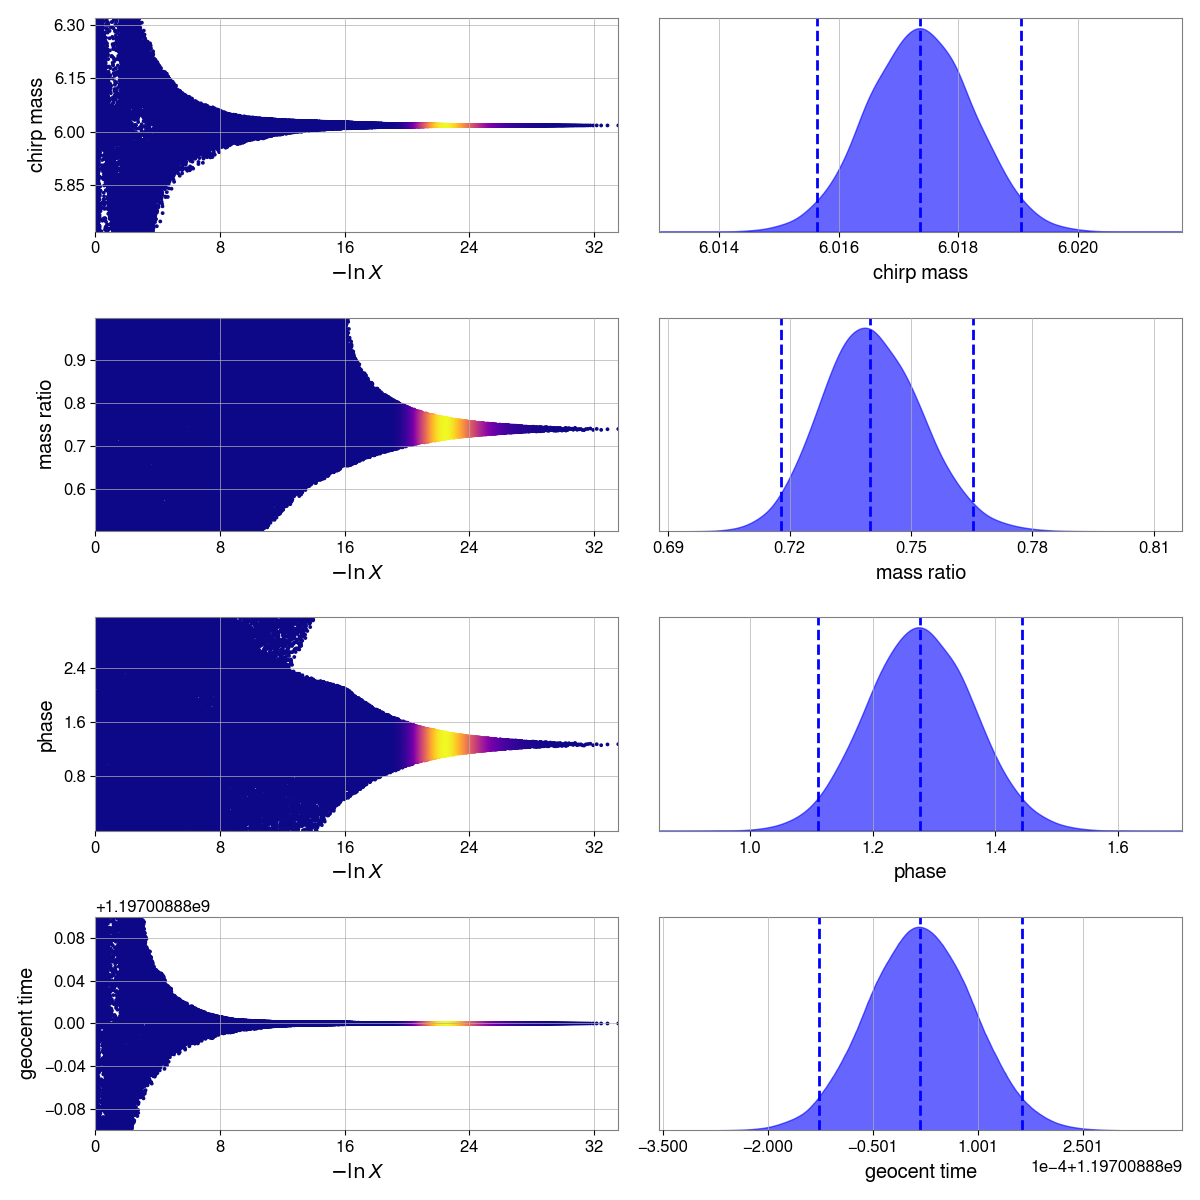 6.30
6.15
6.00
5.85
chirp mass
0 8 16 24 32
−ln X
6.014 6.016 6.018 6.020
chirp mass
0.9
0.8
0.7
0.6
mass ratio
0 8 16 24 32
−ln X
0.69 0.72 0.75 0.78 0.81
mass ratio
2.4
1.6
0.8
phase
0 8 16 24 32
−ln X
1.0 1.2 1.4 1.6
phase
+1.19700888e9
0.08
0.04
0.00
−0.04
−0.08
geocent time
0 8 16 24 32
−ln X
−3.500 −2.000 −0.501 1.001 2.501
1e−4+1.19700888e9
geocent time